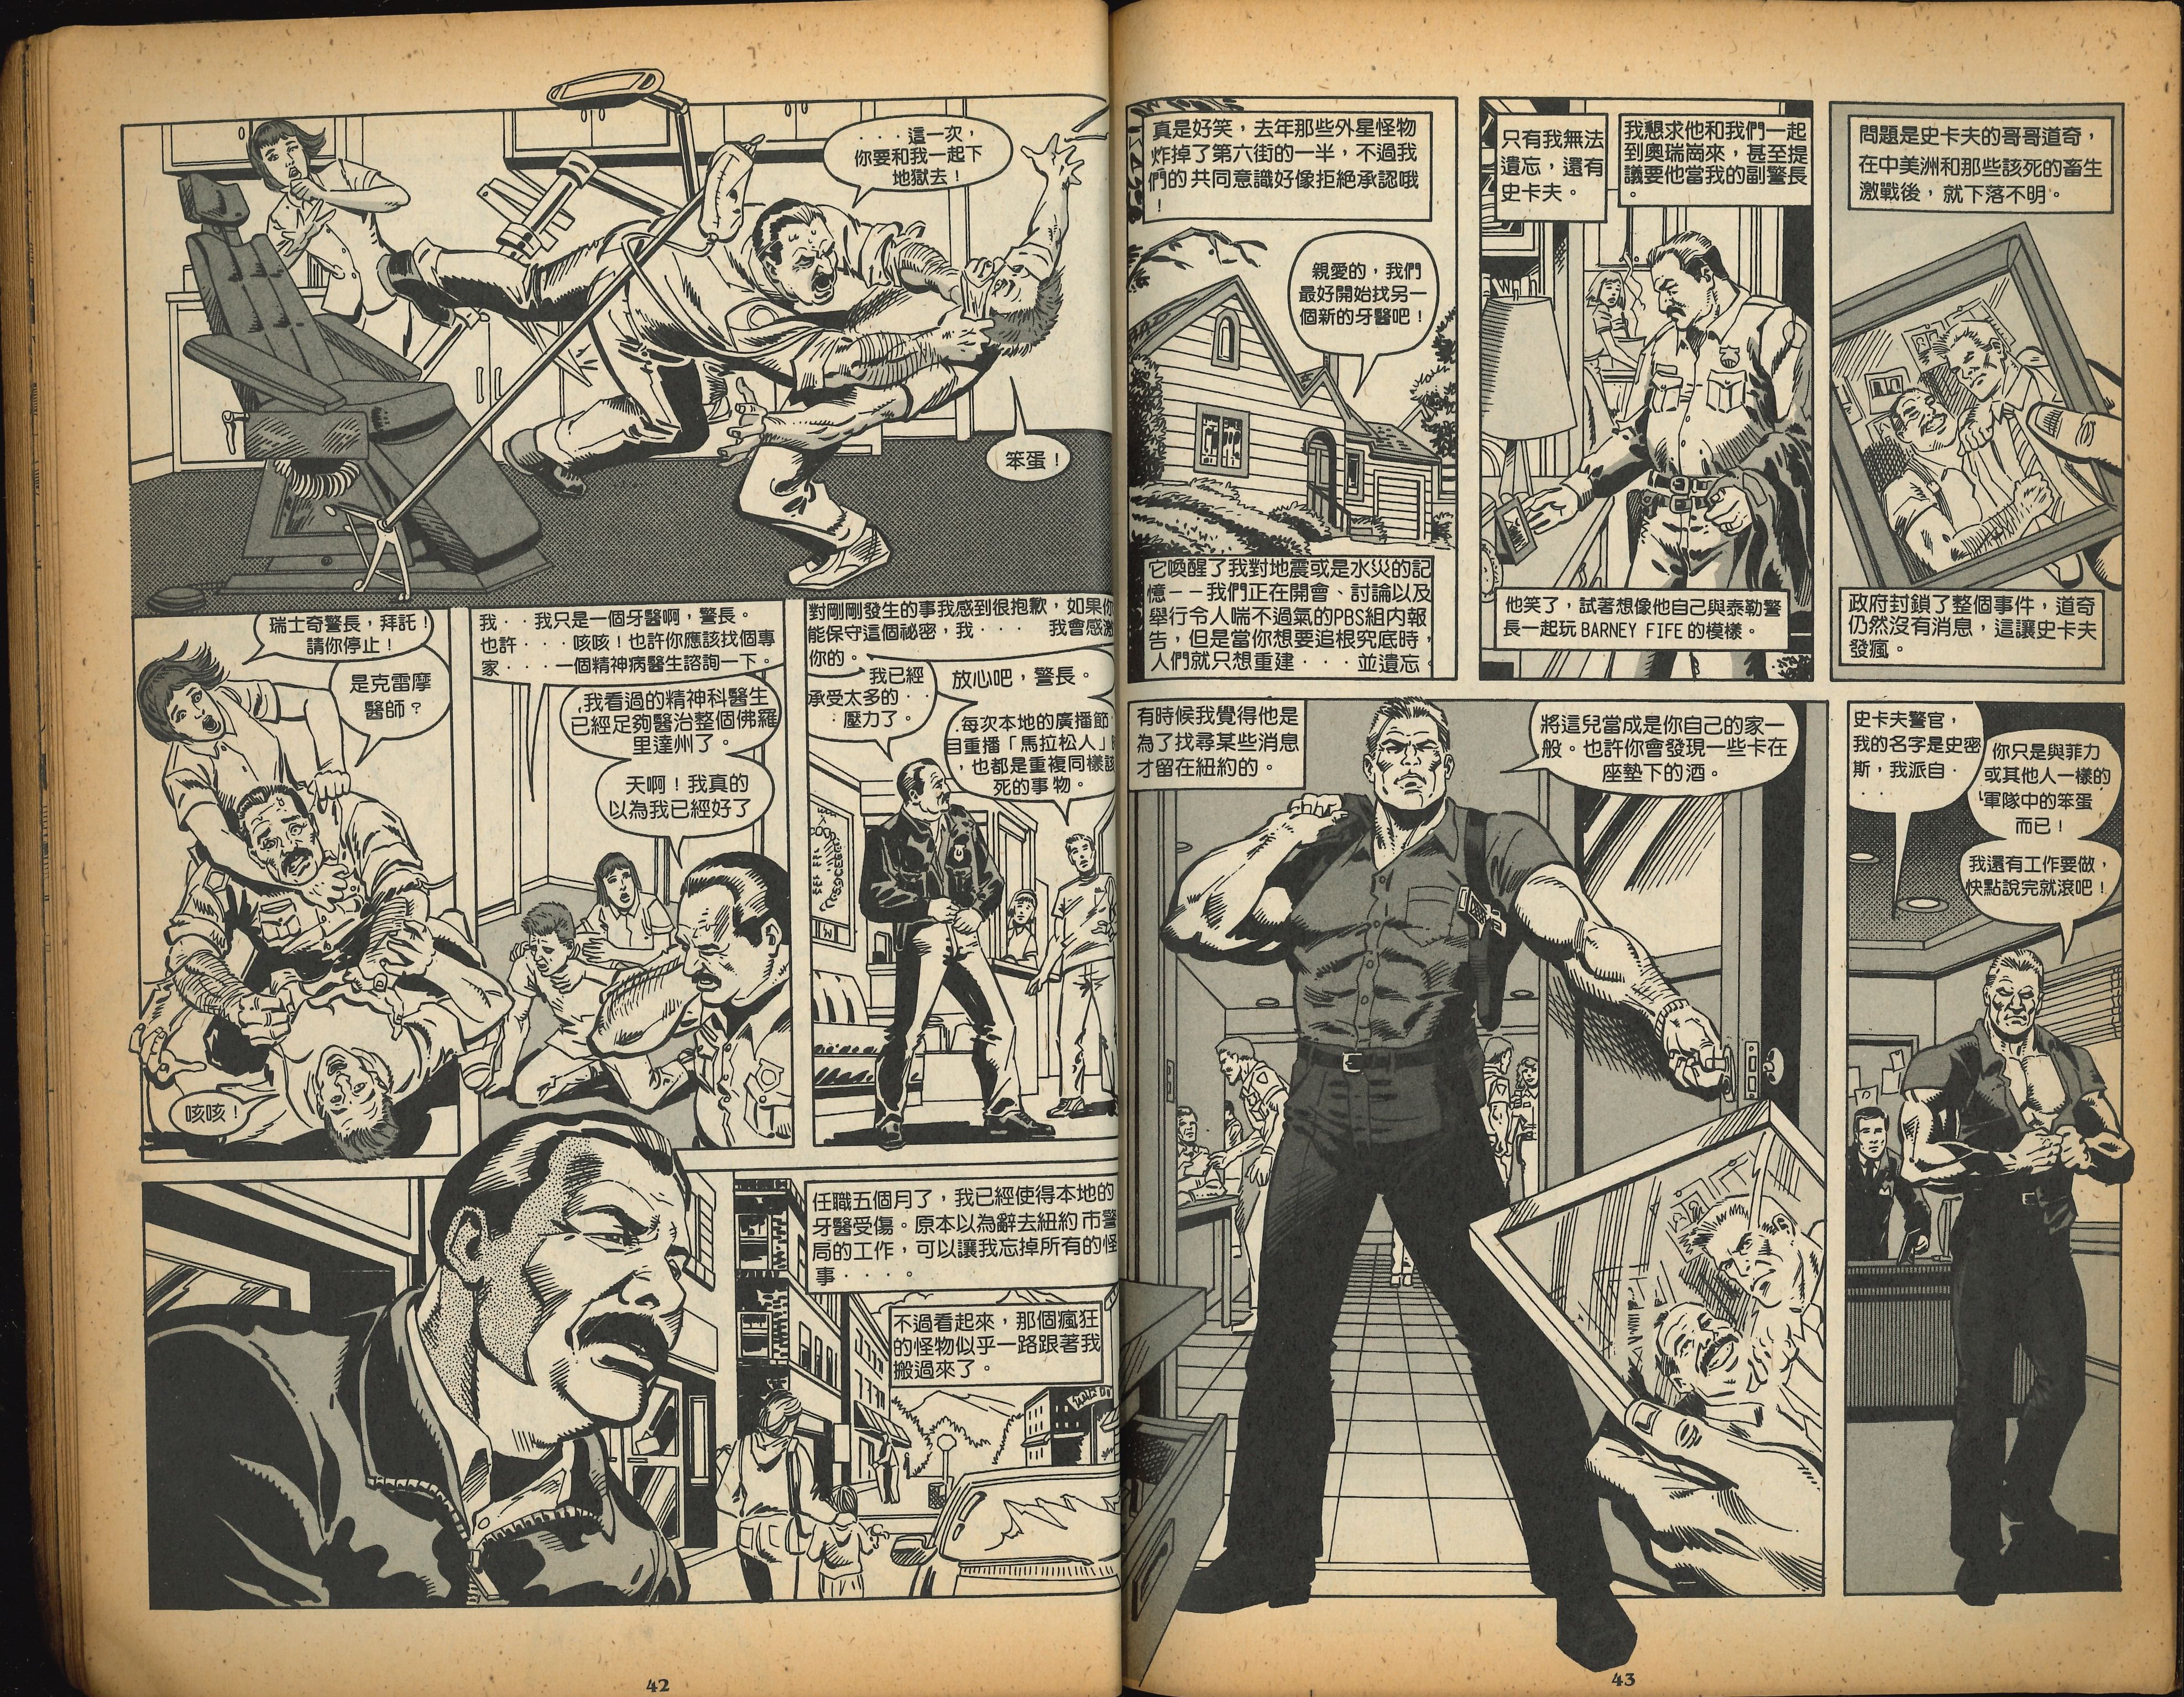 ．．．這一次，
你要和我一起下
地獄去！
笨蛋！
瑞士奇警長，拜託！
請你停止！
是克雷摩
醫師？
咳咳！
我．．我只是一個牙醫啊，警長。
也許．．．咳咳！也許你應該找個專
家．．．．一個精神病醫生諮詢一下。
我看過的精神科醫生
已經足夠醫治整個佛羅
里達州了。
天啊！我真的
以為我已經好了
對剛剛發生的事我感到很抱歉，如果你
能保守這個祕密，我．．．．我會感激
你的。
我已經
承受太多的．．
．壓力了。
放心吧，警長。
每次本地的廣播節
目重播「馬拉松人」時
，也都是重複同樣該
死的事物。
任職五個月了，我已經使得本地的
牙醫受傷。原本以為辭去紐約市警
局的工作，可以讓我忘掉所有的怪
事．．．．。
不過看起來，那個瘋狂
的怪物似乎一路跟著我
搬過來了。
42
真是好笑，去年那些外星怪物
炸掉了第六街的一半，不過我
們的共同意識好像拒絕承認哦
！
親愛的，我們
最好開始找另一
個新的牙醫吧！
它喚醒了我對地震或是水災的記
憶－－我們正在開會、討論以及
舉行令人喘不過氣的PBS組內報
告，但是當你想要追根究底時，
人們就只想重建．．．並遺忘。
只有我無法
遺忘，還有
史卡夫。
我懇求他和我們一起
到奧瑞崗來，甚至提
議要他當我的副警長
。
他笑了，試著想像他自己與泰勒警
長一起玩BARNEY FIFE的模樣。
問題是史卡夫的哥哥道奇，
在中美洲和那些該死的畜生
激戰後，就下落不明。
政府封鎖了整個事件，道奇
仍然沒有消息，這讓史卡夫
發瘋。
有時候我覺得他是
為了找尋某些消息
才留在紐約的。
將這兒當成是你自己的家一
般。也許你會發現一些卡在
座墊下的酒。
史卡夫警官，
我的名字是史密
斯，我派自．
．．．
你只是與菲力
或其他人一樣的
軍隊中的笨蛋
而已！
我還有工作要做，
快點說完就滾吧！
43